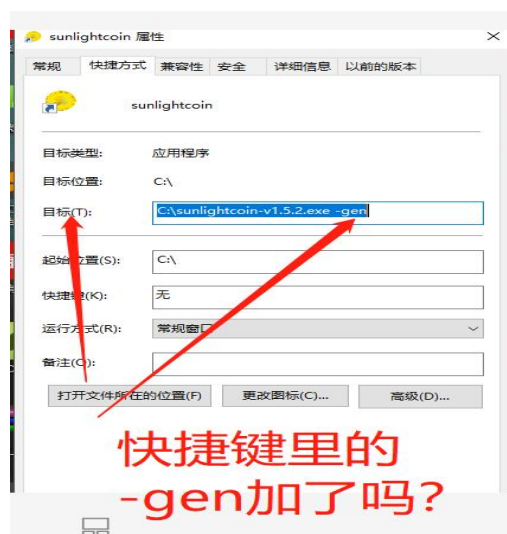 sunlightcoin 属性
常规 快捷方式 兼容性 安全 详细信息 以前的版本
sunlightcoin
目标类型: 应用程序
目标位置: C:\
目标(T): C:\sunlightcoin-v1.5.2.exe -gen
起始位置(S): C:\
快捷键(K): 无
运行方式(R): 常规窗口
备注(O):
打开文件所在的位置(F) 更改图标(C)... 高级(D)...
快捷键里的
-gen加了吗?